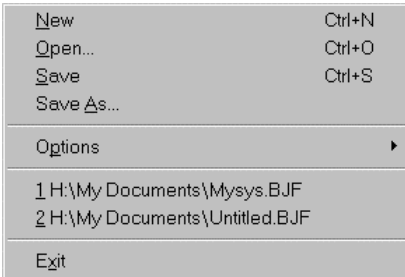 New Ctrl+N
Open... Ctrl+O
Save Ctrl+S
Save As...
Options
1 H:\My Documents\Mysys.BJF
2 H:\My Documents\Untitled.BJF
Exit